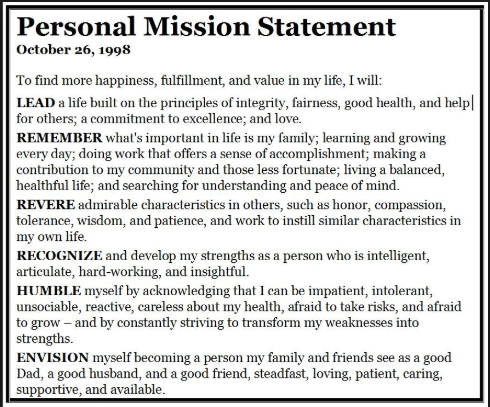 Personal Mission Statement
October 26, 1998
To find more happiness, fulfillment, and value in my life, I will:
LEAD a life built on the principles of integrity, fairness, good health, and help
for others; a commitment to excellence; and love.
REMEMBER what's important in life is my family; learning and growing
every day; doing work that offers a sense of accomplishment; making a
contribution to my community and those less fortunate; living a balanced,
healthful life; and searching for understanding and peace of mind.
REVERE admirable characteristics in others, such as honor, compassion,
tolerance, wisdom, and patience, and work to instill similar characteristics in
my own life.
RECOGNIZE and develop my strengths as a person who is intelligent,
articulate, hard-working, and insightful.
HUMBLE myself by acknowledging that I can be impatient, intolerant,
unsociable, reactive, careless about my health, afraid to take risks, and afraid
to grow – and by constantly striving to transform my weaknesses into
strengths.
ENVISION myself becoming a person my family and friends see as a good
Dad, a good husband, and a good friend, steadfast, loving, patient, caring,
supportive, and available.